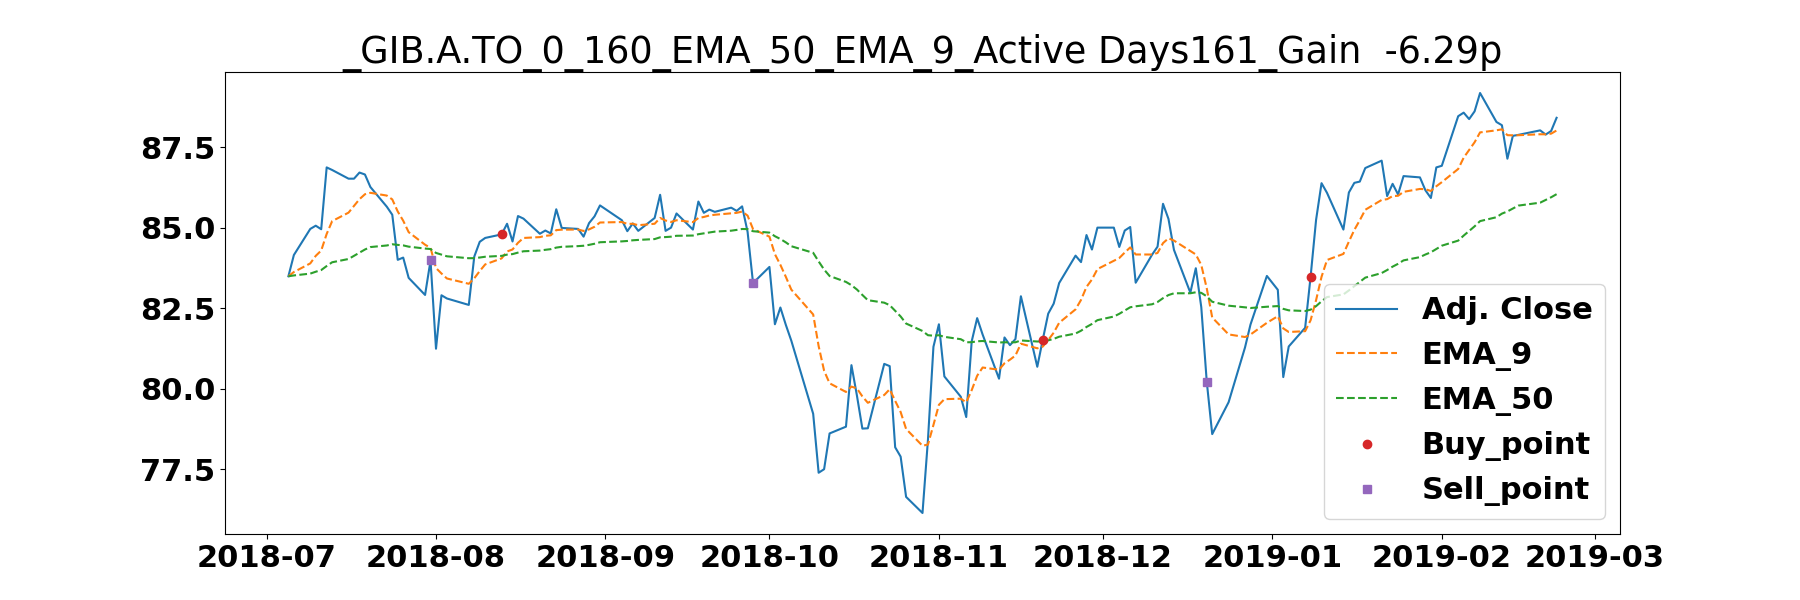 _GIB.A.TO_0_160_EMA_50_EMA_9_Active Days161_Gain  -6.29p
87.5
85.0
82.5
80.0
77.5
Adj. Close
EMA_9
EMA_50
Buy_point
Sell_point
2018-07 2018-08 2018-09 2018-10 2018-11 2018-12 2019-01 2019-02 2019-03